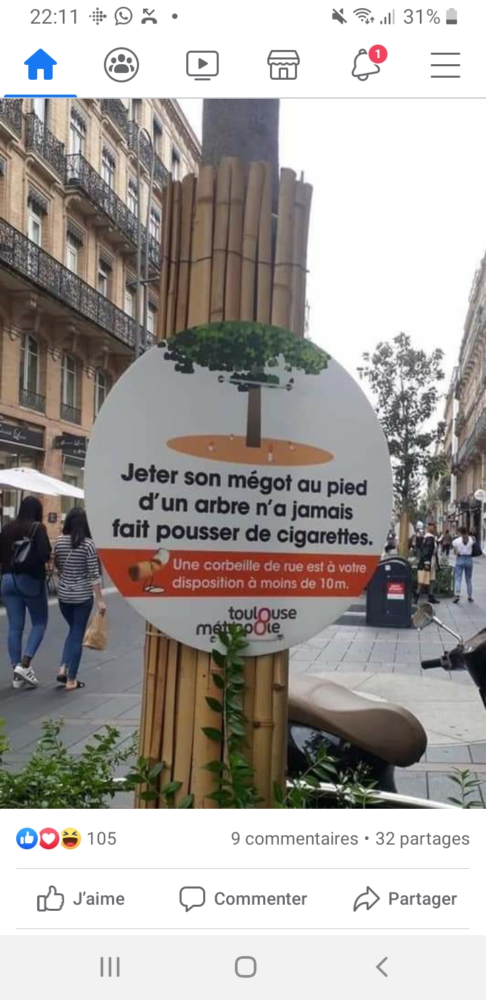 22:11
31%
1
Jeter son mégot au pied
d'un arbre n'a jamais
fait pousser de cigarettes.
Une corbeille de rue est à votre
disposition à moins de 10m.
toulouse
métropole
105
9 commentaires • 32 partages
J'aime
Commenter
Partager